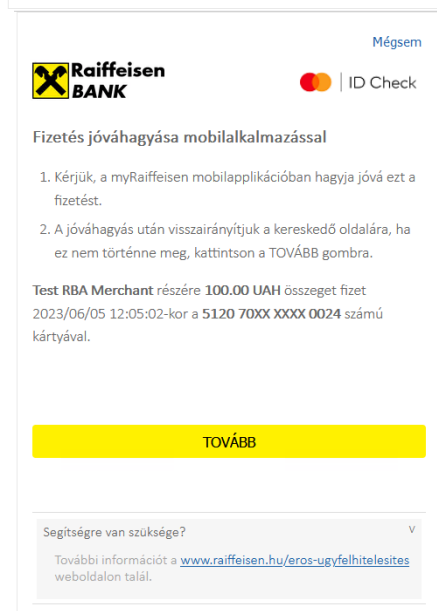 Mégsem
Raiffeisen
BANK
ID Check
Fizetés jóváhagyása mobilalkalmazással
1. Kérjük, a myRaiffeisen mobilapplikációban hagyja jóvá ezt a
fizetést.
2. A jóváhagyás után visszairányítjuk a kereskedő oldalára, ha
ez nem történne meg, kattintson a TOVÁBB gombra.
Test RBA Merchant részére 100.00 UAH összeget fizet
2023/06/05 12:05:02-kor a 5120 70XX XXXX 0024 számú
kártyával.
TOVÁBB
Segítségre van szüksége? V
További információt a www.raiffeisen.hu/eros-ugyfelhitelesites
weboldalon talál.